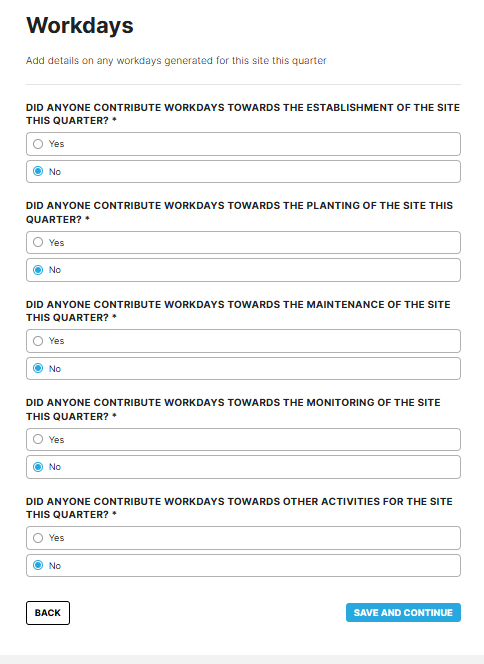 Workdays
Add details on any workdays generated for this site this quarter
DID ANYONE CONTRIBUTE WORKDAYS TOWARDS THE ESTABLISHMENT OF THE SITE
THIS QUARTER? *
Yes
No
DID ANYONE CONTRIBUTE WORKDAYS TOWARDS THE PLANTING OF THE SITE THIS
QUARTER? *
Yes
No
DID ANYONE CONTRIBUTE WORKDAYS TOWARDS THE MAINTENANCE OF THE SITE
THIS QUARTER? *
Yes
No
DID ANYONE CONTRIBUTE WORKDAYS TOWARDS THE MONITORING OF THE SITE
THIS QUARTER? *
Yes
No
DID ANYONE CONTRIBUTE WORKDAYS TOWARDS OTHER ACTIVITIES FOR THE SITE
THIS QUARTER? *
Yes
No
BACK
SAVE AND CONTINUE